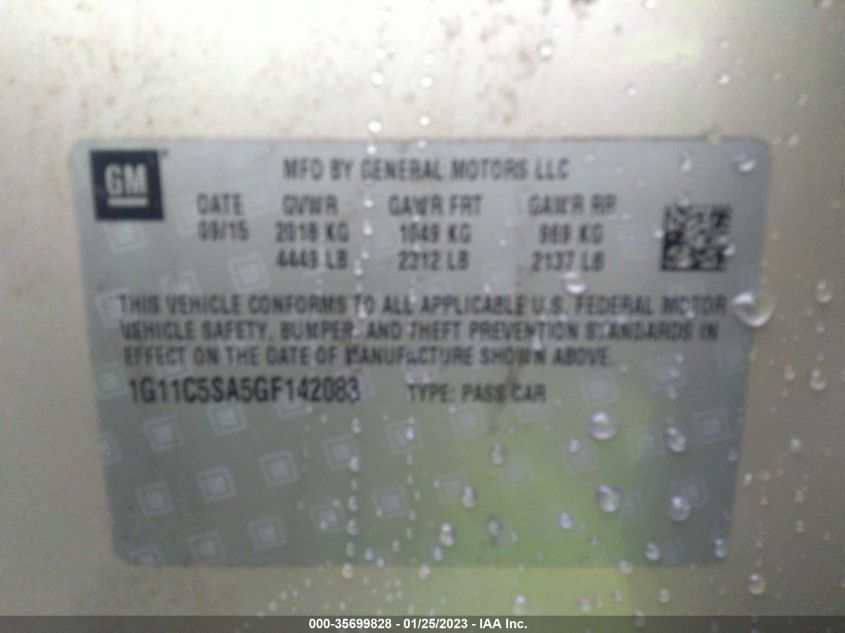 GM
MFD BY GENERAL MOTORS LLC
DATE GVWR GAWR FRT GAWR RR
09/15 2018 KG 1049 KG 969 KG
4449 LB 2312 LB 2137 LB
THIS VEHICLE CONFORMS TO ALL APPLICABLE U.S. FEDERAL MOTOR
VEHICLE SAFETY, BUMPER, AND THEFT PREVENTION STANDARDS IN
EFFECT ON THE DATE OF MANUFACTURE SHOWN ABOVE.
1G11C5SA5GF142083 TYPE: PASS CAR
000-35699828 - 01/25/2023 - IAA Inc.